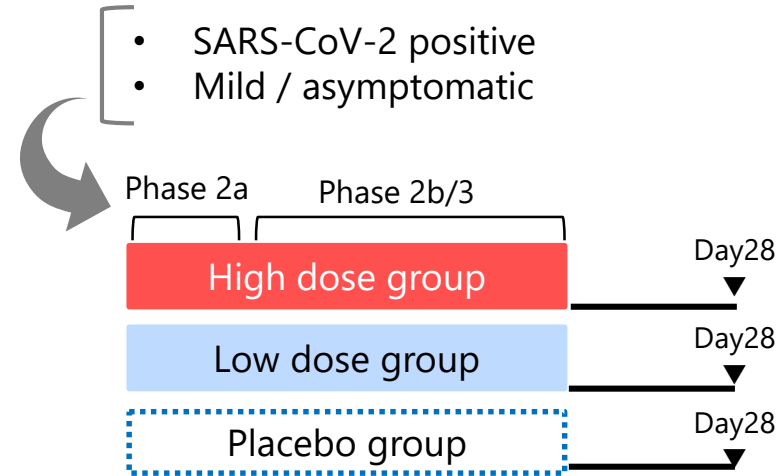 • SARS-CoV-2 positive
• Mild / asymptomatic
Phase 2a
Phase 2b/3
High dose group
Day28
Low dose group
Day28
Placebo group
Day28